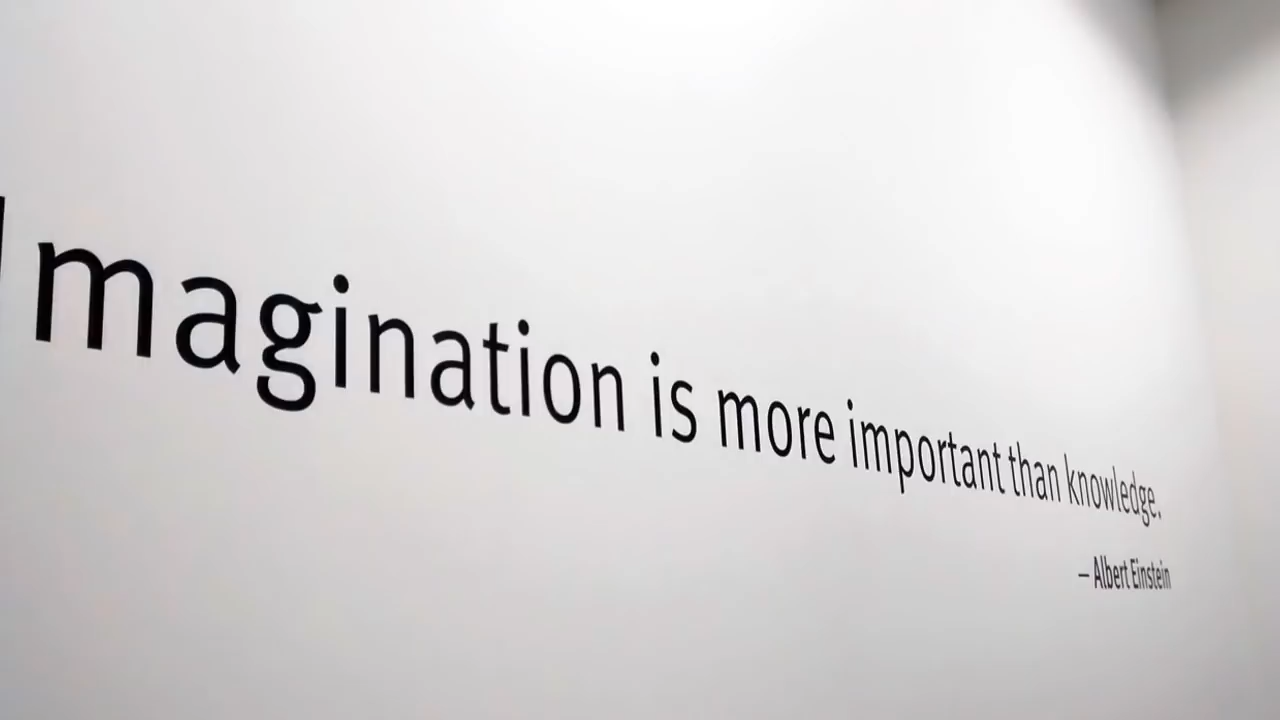 Imagination is more important than knowledge.
– Albert Einstein